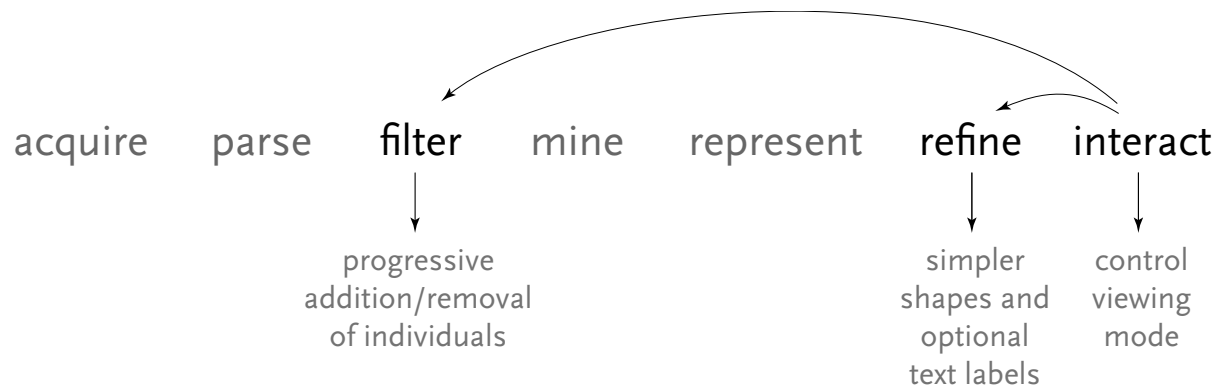 acquire parse filter mine represent refine interact
progressive
addition/removal
of individuals
simpler
shapes and
optional
text labels
control
viewing
mode